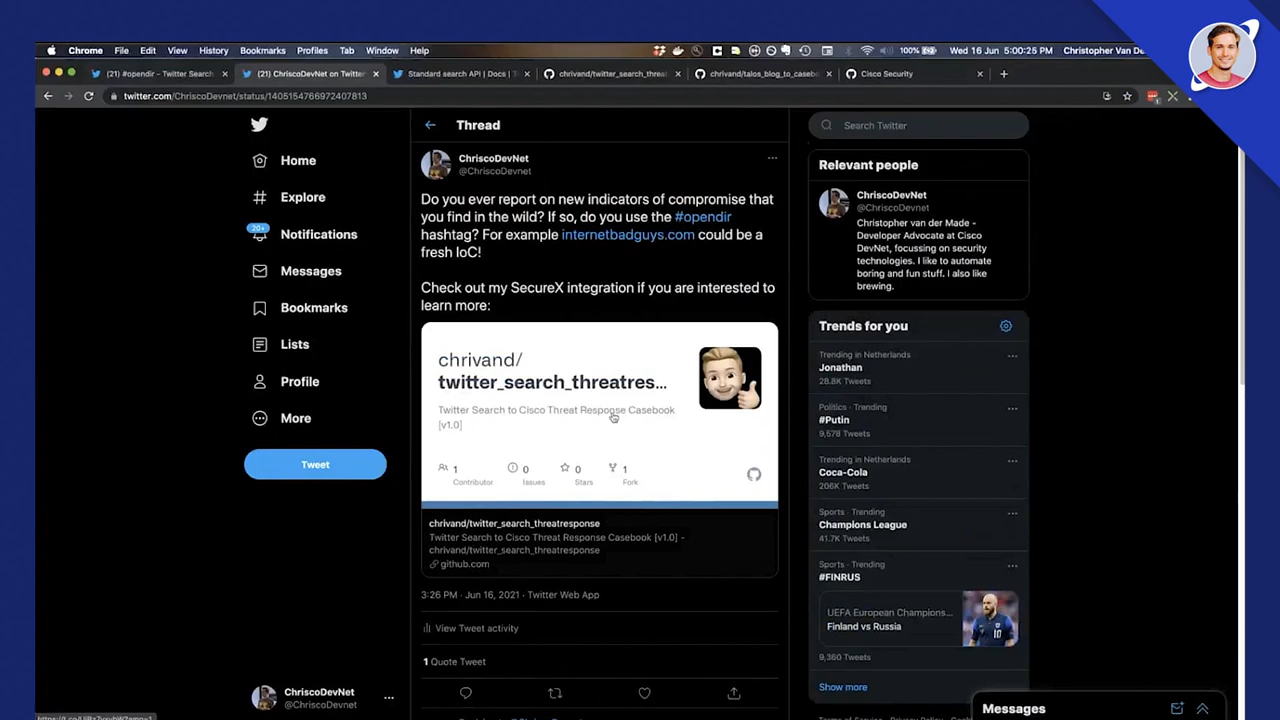 Chrome File Edit View History Bookmarks Profiles Tab Window Help
100% Wed 16 Jun 5:00:25 PM Christopher Van De
(21) #opendir - Twitter Search
(21) ChriscoDevNet on Twitter
Standard search API | Docs | T
chrivand/twitter_search_threat
chrivand/talos_blog_to_caseb
Cisco Security
twitter.com/ChriscoDevnet/status/1405154766972407813
Home
Explore
20+
Notifications
Messages
Bookmarks
Lists
Profile
More
Tweet
ChriscoDevNet
@ChriscoDevnet
Thread
ChriscoDevNet
@ChriscoDevnet
Do you ever report on new indicators of compromise that
you find in the wild? If so, do you use the #opendir
hashtag? For example internetbadguys.com could be a
fresh IoC!
Check out my SecureX integration if you are interested to
learn more:
chrivand/
twitter_search_threatres...
Twitter Search to Cisco Threat Response Casebook
[v1.0]
1 Contributor
0 Issues
0 Stars
1 Fork
chrivand/twitter_search_threatresponse
Twitter Search to Cisco Threat Response Casebook [v1.0] -
chrivand/twitter_search_threatresponse
github.com
3:26 PM · Jun 16, 2021 · Twitter Web App
View Tweet activity
1 Quote Tweet
Search Twitter
Relevant people
ChriscoDevNet
@ChriscoDevnet
Christopher van der Made -
Developer Advocate at Cisco
DevNet, focussing on security
technologies. I like to automate
boring and fun stuff. I also like
brewing.
Trends for you
Trending in Netherlands
Jonathan
28.8K Tweets
Politics · Trending
#Putin
9,578 Tweets
Trending in Netherlands
Coca-Cola
206K Tweets
Sports · Trending
Champions League
41.7K Tweets
Sports · Trending
#FINRUS
UEFA European Champions...
Finland vs Russia
9,360 Tweets
Show more
Messages